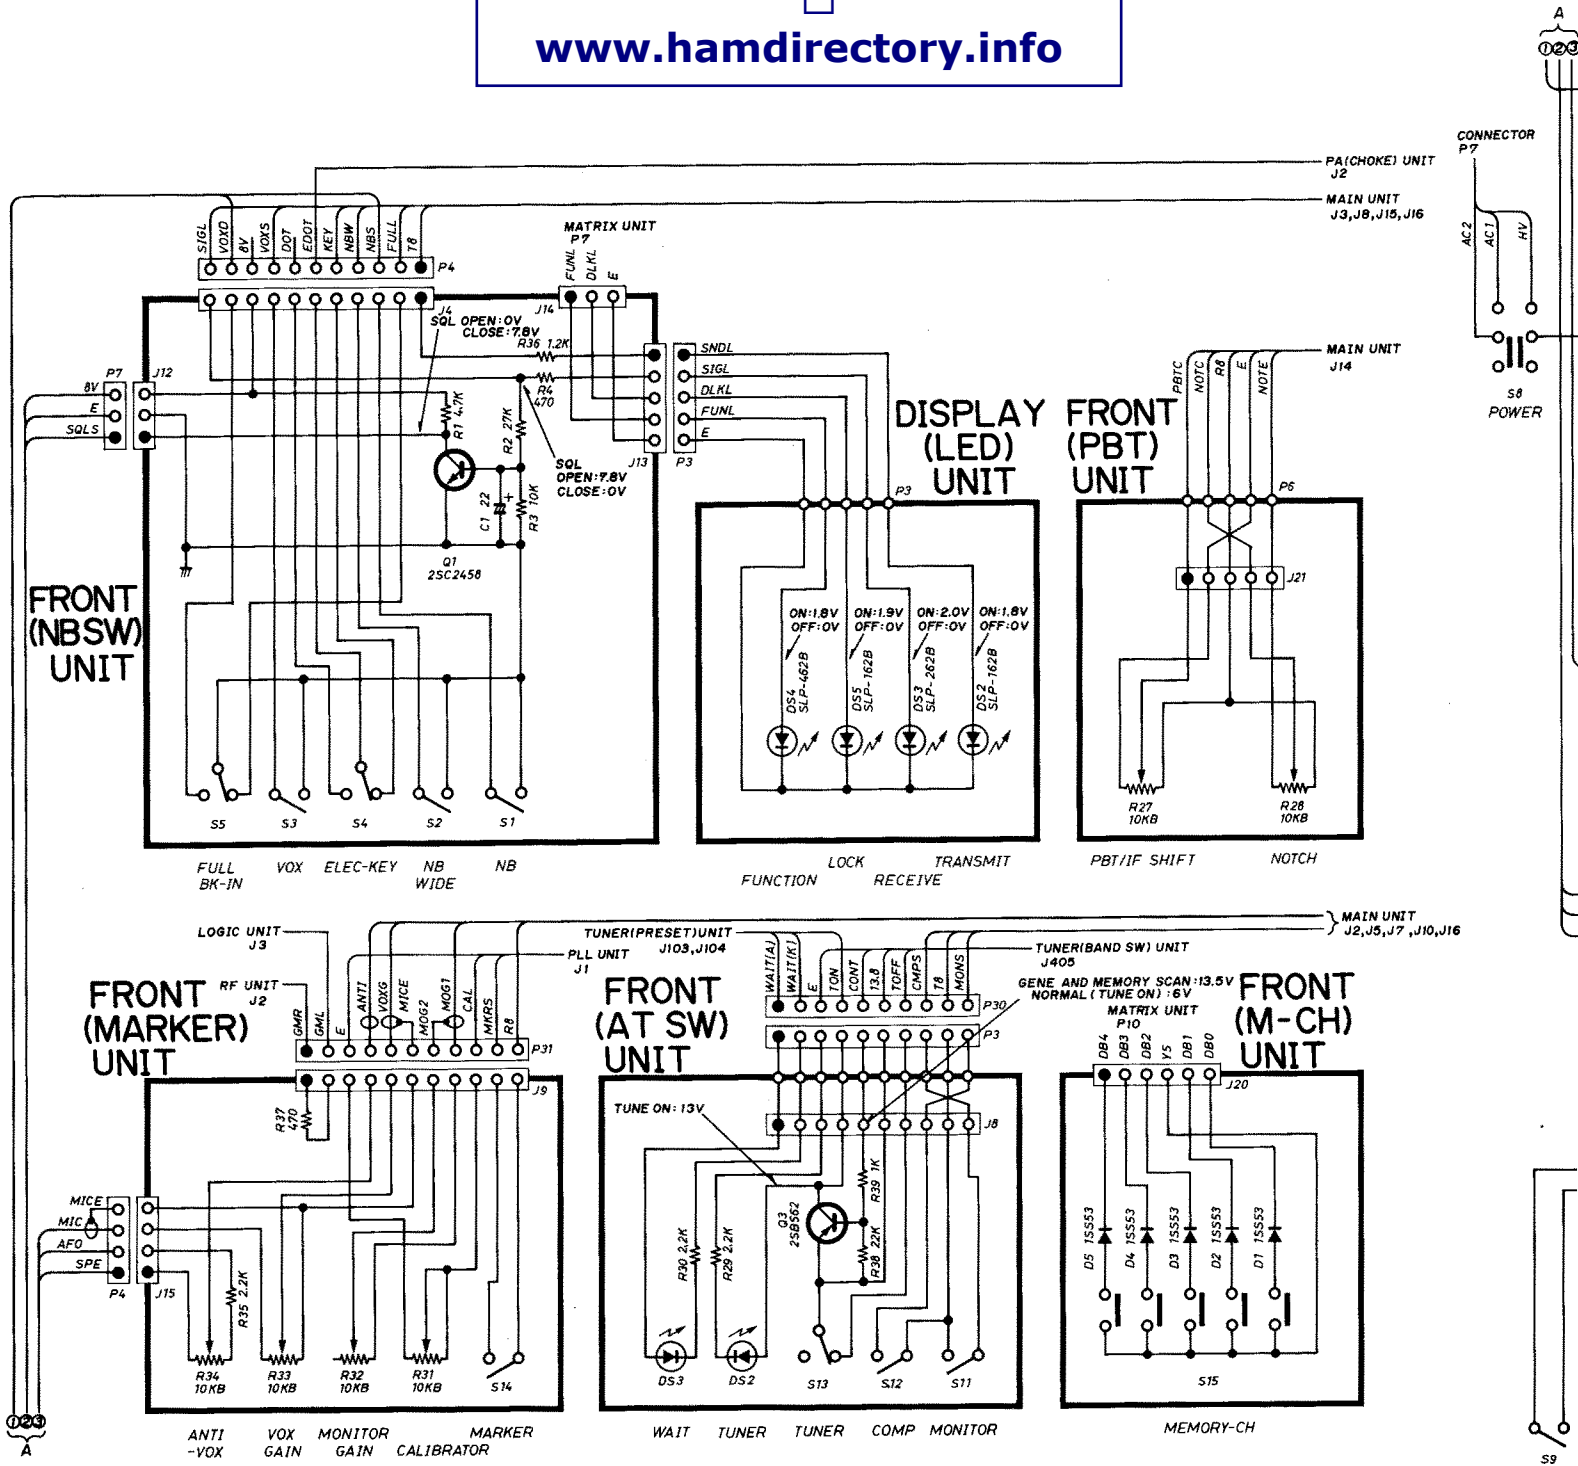 www.hamdirectory.info
A
①②③
CONNECTOR
P7
AC2
AC1
HV
S8
POWER
PA(CHOKE) UNIT
J2
MAIN UNIT
J3,J8,J15,J16
SIGL
VOXD
8V
VOXS
DOT
EDOT
KEY
NBW
NBS
FULL
T8
P4
J4
MATRIX UNIT
P7
FUNL
DLKL
E
J14
SQL OPEN:0V
CLOSE:7.8V
R36 1.2K
R4
470
R1 4.7K
R2 27K
R3 10K
C1 22
+
SQL
OPEN:7.8V
CLOSE:0V
Q1
2SC2458
P7
J12
8V
E
SQLS
J13
P3
SNDL
SIGL
DLKL
FUNL
E
FRONT
(NBSW)
UNIT
S5
S3
S4
S2
S1
FULL
BK-IN
VOX
ELEC-KEY
NB
WIDE
NB
DISPLAY
(LED)
UNIT
P3
ON:1.8V
OFF:0V
ON:1.9V
OFF:0V
ON:2.0V
OFF:0V
ON:1.8V
OFF:0V
DS4
SLP-462B
DS5
SLP-162B
DS3
SLP-262B
DS2
SLP-162B
FUNCTION
LOCK
RECEIVE
TRANSMIT
FRONT
(PBT)
UNIT
PBTC
NOTC
R8
E
NOTE
MAIN UNIT
J14
P6
J21
R27
10KB
R28
10KB
PBT/IF SHIFT
NOTCH
LOGIC UNIT
J3
RF UNIT
J2
PLL UNIT
J1
FRONT
(MARKER)
UNIT
GMR
GML
E
ANTI
VOXG
MICE
MOG2
MOG1
CAL
MKRS
R8
P31
J9
R37
470
MICE
MIC
AFO
SPE
P4
J15
R35 2.2K
R34
10KB
R33
10KB
R32
10KB
R31
10KB
S14
ANTI
-VOX
VOX
GAIN
MONITOR
GAIN
CALIBRATOR
MARKER
①②③
A
TUNER(PRESET)UNIT
J103,J104
MAIN UNIT
J2,J5,J7,J10,J16
TUNER(BAND SW) UNIT
J405
FRONT
(AT SW)
UNIT
WAIT(A)
WAIT(K)
E
TON
CONT
13.8
TOFF
CMPS
T8
MONS
P30
P3
J8
GENE AND MEMORY SCAN:13.5V
NORMAL (TUNE ON) :6V
TUNE ON:13V
R30 2.2K
R29 2.2K
Q3
2SB562
R39 1K
R38 22K
DS3
DS2
S13
S12
S11
WAIT
TUNER
TUNER
COMP
MONITOR
FRONT
(M-CH)
UNIT
MATRIX UNIT
P10
DB4
DB3
DB2
Y5
DB1
DB0
J20
D5 1SS53
D4 1SS53
D3 1SS53
D2 1SS53
D1 1SS53
S15
MEMORY-CH
S9